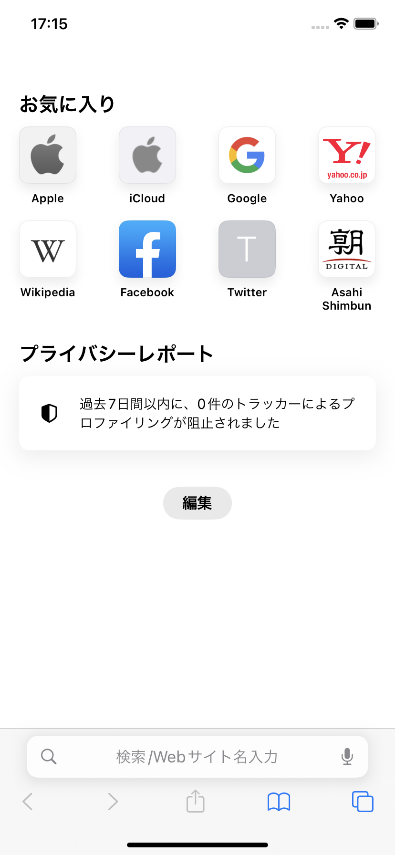 17:15
お気に入り
Apple
iCloud
Google
Yahoo
Y!
yahoo.co.jp
W
T
朝
DIGITAL
Wikipedia
Facebook
Twitter
Asahi
Shimbun
プライバシーレポート
過去7日間以内に、0件のトラッカーによるプ
ロファイリングが阻止されました
編集
検索/Webサイト名入力